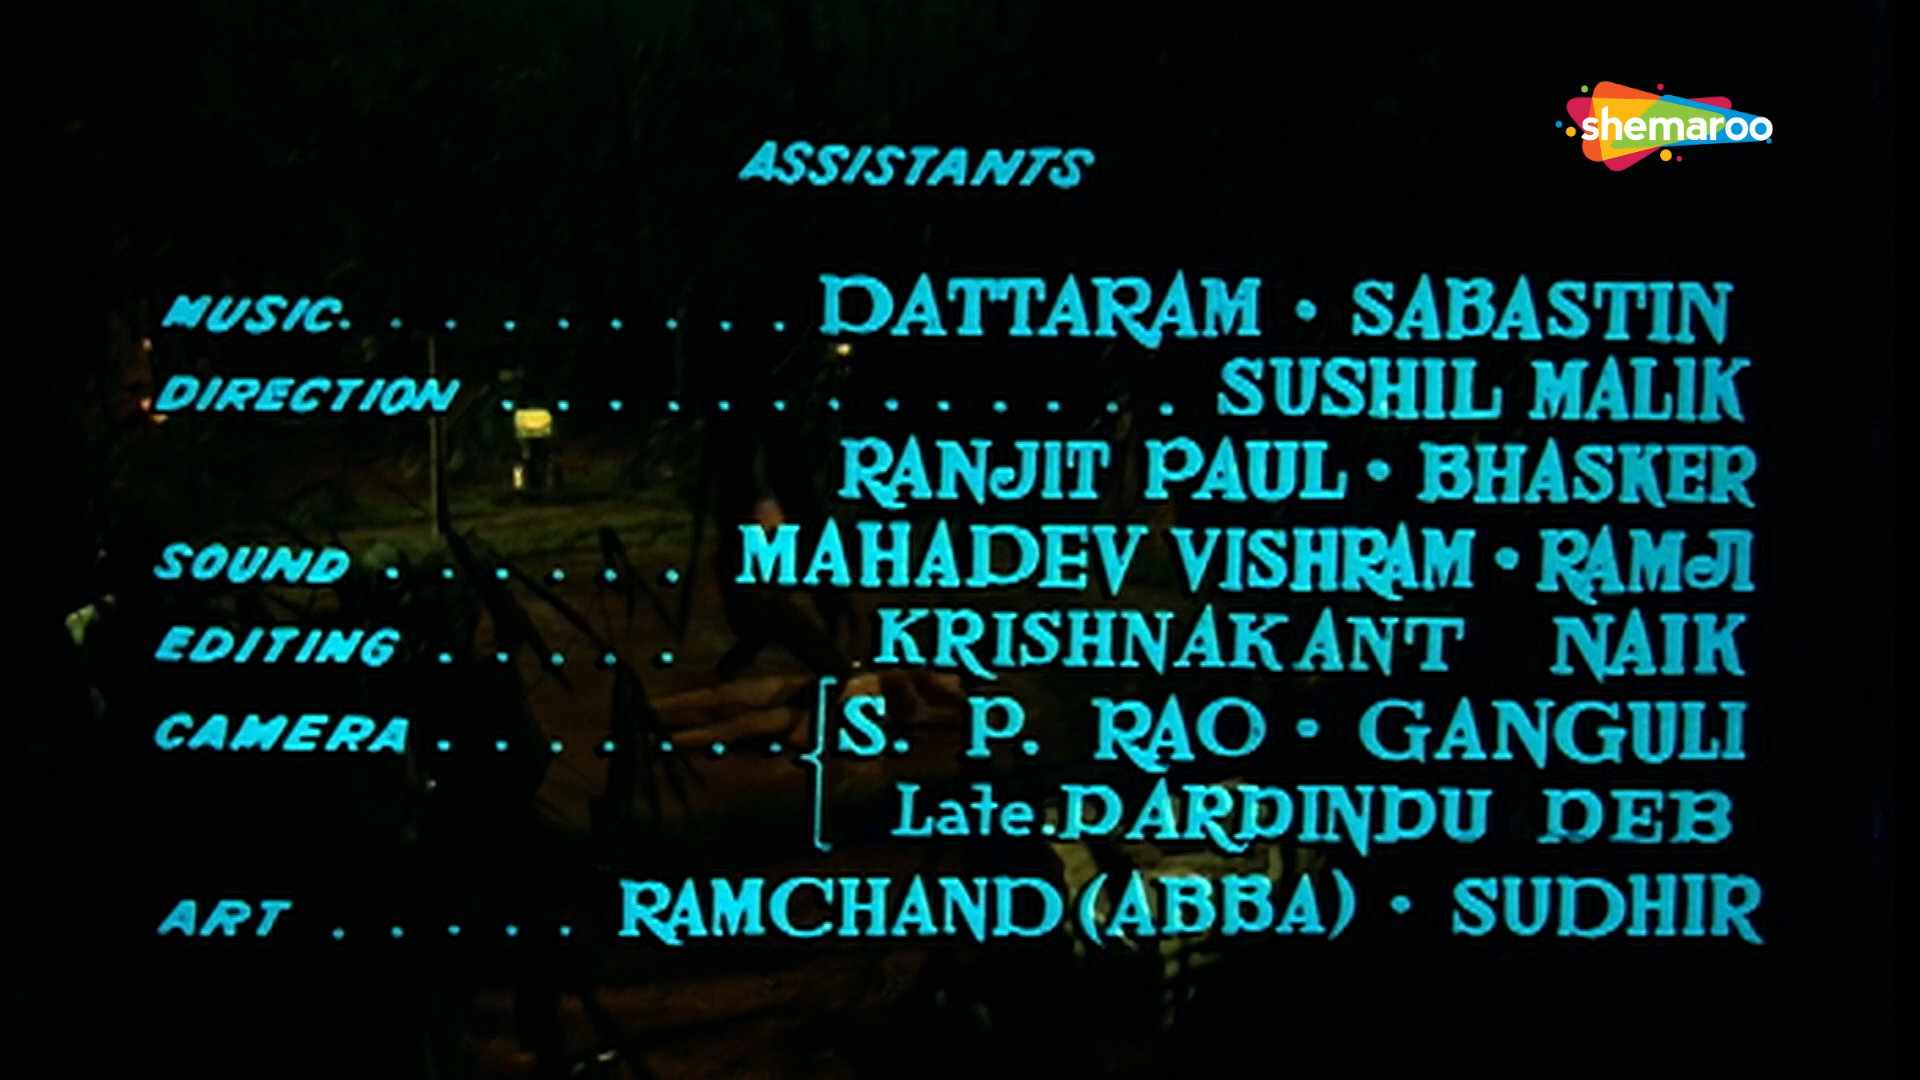 shemaroo
ASSISTANTS
MUSIC. . . . . . . . . DATTARAM • SABASTIN
DIRECTION . . . . . . . . . . . . . SUSHIL MALIK
RANJIT PAUL • BHASKER
SOUND . . . . . . MAHADEV VISHRAM • RAMJI
EDITING . . . . . KRISHNAKANT NAIK
CAMERA . . . . . . . { S. P. RAO • GANGULI
Late. DARDINDU DEB
ART . . . . . RAMCHAND (ABBA) • SUDHIR